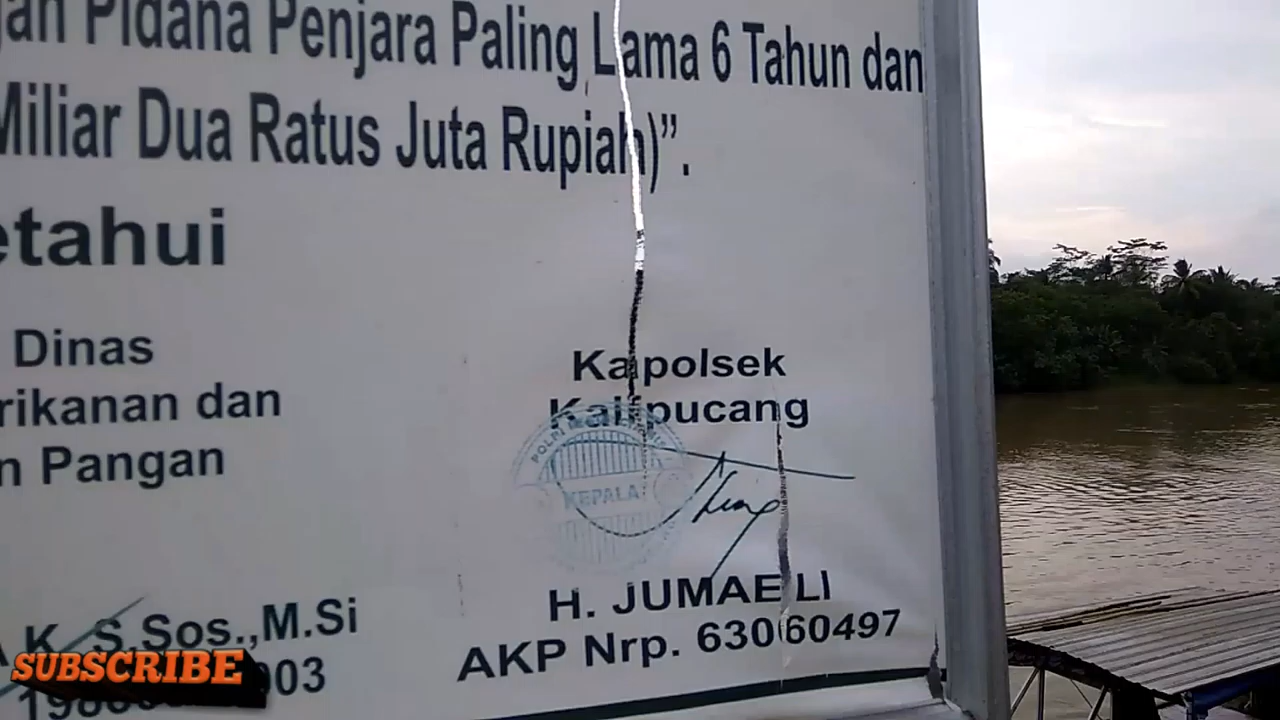 Pidana Penjara Paling Lama 6 Tahun dan
Miliar Dua Ratus Juta Rupiah)”.
etahui
Dinas
rikanan dan
n Pangan
Kapolsek
Kalipucang
KEPALA
H. JUMAELI
AKP Nrp. 63060497
K, S.Sos.,M.Si
003
SUBSCRIBE